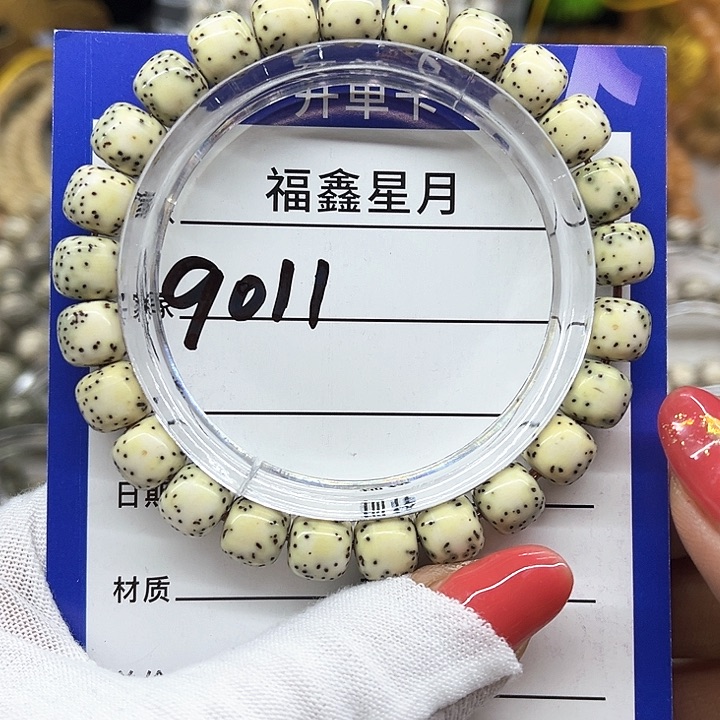 开单卡
福鑫星月
9011
日期
材质